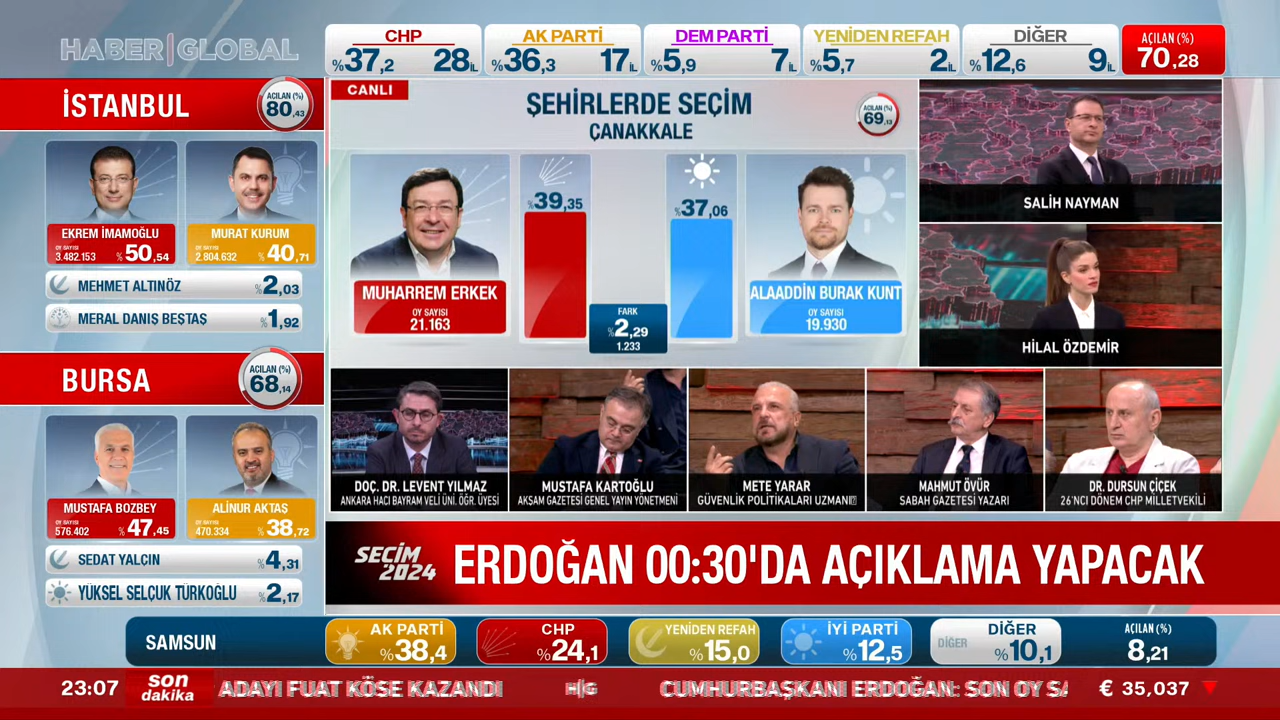 HABER|GLOBAL
CHP
%37,2 28İL
AK PARTİ
%36,3 17İL
DEM PARTİ
%5,9 7İL
YENİDEN REFAH
%5,7 2İL
DİĞER
%12,6 9İL
AÇILAN (%)
70,28
İSTANBUL
AÇILAN (%)
80,43
EKREM İMAMOĞLU
OY SAYISI
3.482.153 %50,54
MURAT KURUM
OY SAYISI
2.804.632 %40,71
MEHMET ALTINÖZ %2,03
MERAL DANIŞ BEŞTAŞ %1,92
BURSA
AÇILAN (%)
68,14
MUSTAFA BOZBEY
OY SAYISI
576.402 %47,45
ALİNUR AKTAŞ
OY SAYISI
470.334 %38,72
SEDAT YALÇIN %4,31
YÜKSEL SELÇUK TÜRKOĞLU %2,17
CANLI
ŞEHİRLERDE SEÇİM
ÇANAKKALE
AÇILAN (%)
69,13
%39,35
%37,06
MUHARREM ERKEK
OY SAYISI
21.163
FARK
%2,29
1.233
ALAADDİN BURAK KUNT
OY SAYISI
19.930
SALİH NAYMAN
HİLAL ÖZDEMİR
DOÇ. DR. LEVENT YILMAZ
ANKARA HACI BAYRAM VELİ ÜNİ. ÖĞR. ÜYESİ
MUSTAFA KARTOĞLU
AKŞAM GAZETESİ GENEL YAYIN YÖNETMENİ
METE YARAR
GÜVENLİK POLİTİKALARI UZMANI
MAHMUT ÖVÜR
SABAH GAZETESİ YAZARI
DR. DURSUN ÇİÇEK
26'NCI DÖNEM CHP MİLLETVEKİLİ
SEÇİM
2024
ERDOĞAN 00:30'DA AÇIKLAMA YAPACAK
SAMSUN
AK PARTİ
%38,4
CHP
%24,1
YENİDEN REFAH
%15,0
İYİ PARTİ
%12,5
DİĞER
DİĞER
%10,1
AÇILAN (%)
8,21
23:07
son
dakika
ADAYI FUAT KÖSE KAZANDI H|G CUMHURBAŞKANI ERDOĞAN: SON OY
€ 35,037